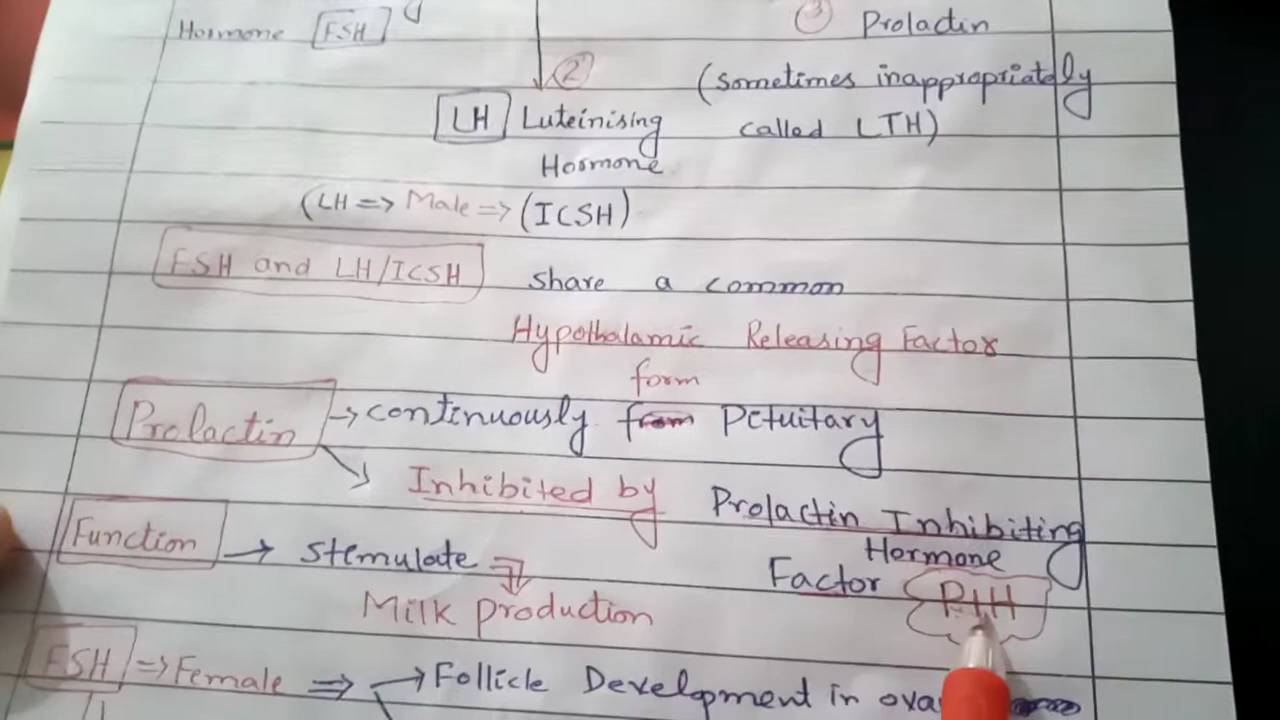 ③ Prolactin
Hormone FSH
② (sometimes inappropriately
LH Luteinising called LTH)
Hormone
(LH => Male => (ICSH)
FSH and LH/ICSH share a common
Hypothalamic Releasing Factor
form
Prolactin → continuously from Pituitary
Inhibited by Prolactin Inhibiting
Hormone
Function → Stimulate Factor PIH
Milk production
FSH => Female => → Follicle Development in ova